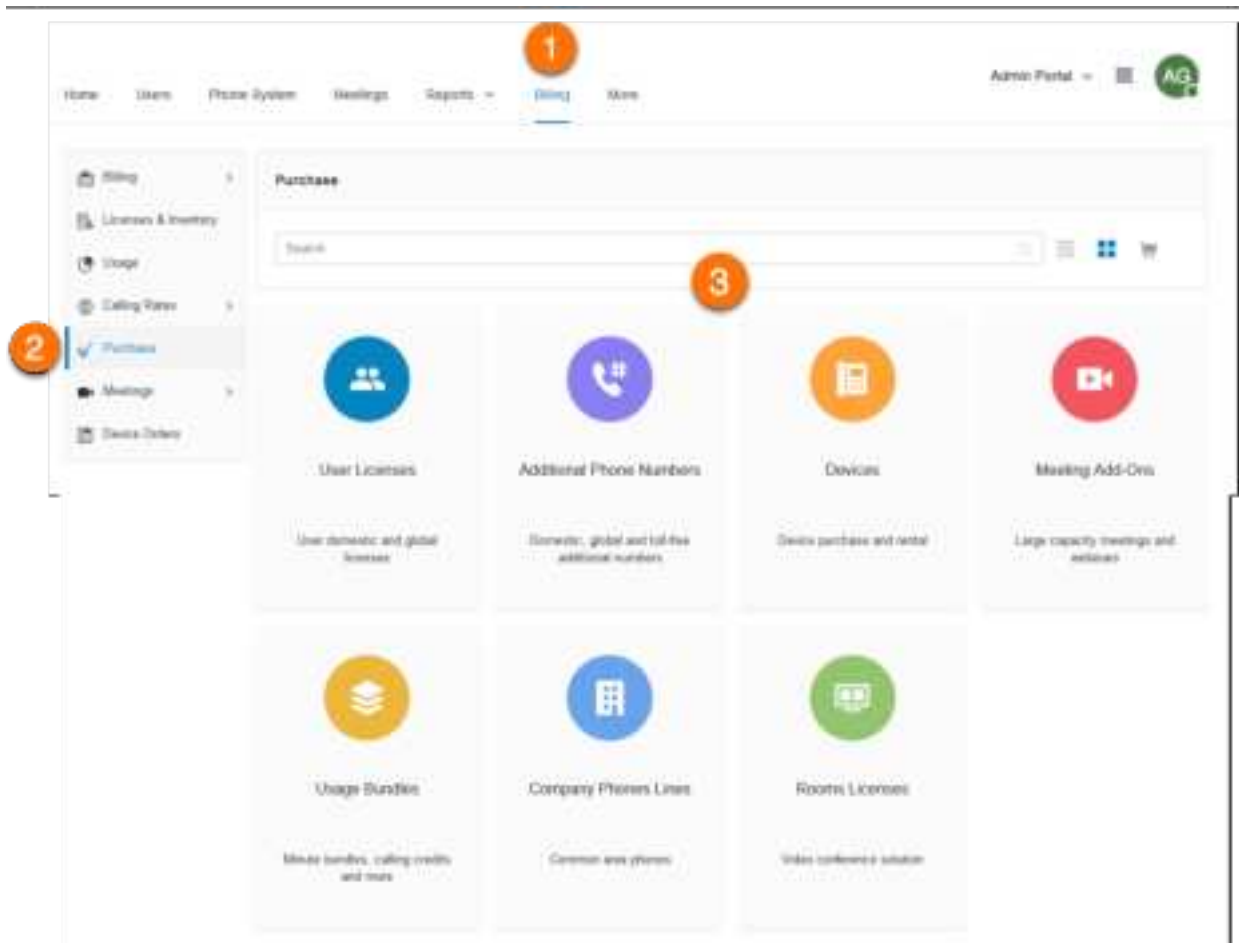 1
Admin Portal
AG
Home Users Phone System Meetings Reports Billing More
Billing
Purchase
Licenses & Inventory
Search
Usage
3
Calling Rates
2
Purchase
Meetings
Device Orders
User Licenses
Additional Phone Numbers
Devices
Meeting Add-Ons
User domestic and global
licenses
Domestic, global and toll-free
additional numbers
Device purchase and rental
Large capacity meetings and
webinars
Usage Bundles
Company Phones Lines
Rooms Licenses
Minute bundles, calling credits
and more
Common area phones
Video conference solution